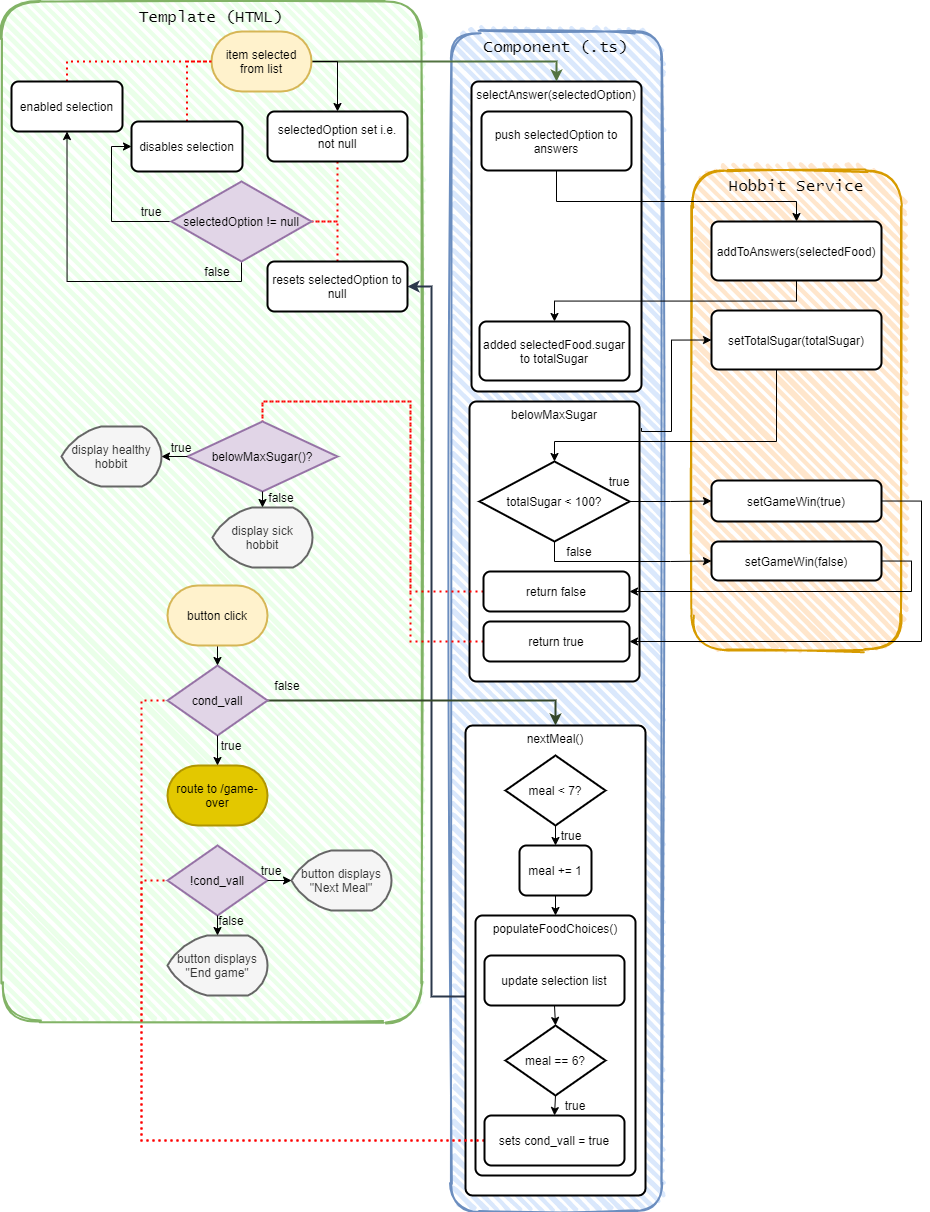 Template (HTML)
item selected
from list
enabled selection
disables selection
selectedOption set i.e.
not null
selectedOption != null
true
false
resets selectedOption to
null
belowMaxSugar()?
true
display healthy
hobbit
false
display sick
hobbit
button click
cond_vall
false
true
route to /game-
over
!cond_vall
true
button displays
"Next Meal"
false
button displays
"End game"
Component (.ts)
selectAnswer(selectedOption)
push selectedOption to
answers
added selectedFood.sugar
to totalSugar
belowMaxSugar
totalSugar < 100?
true
false
return false
return true
nextMeal()
meal < 7?
true
meal += 1
populateFoodChoices()
update selection list
meal == 6?
true
sets cond_vall = true
Hobbit Service
addToAnswers(selectedFood)
setTotalSugar(totalSugar)
setGameWin(true)
setGameWin(false)